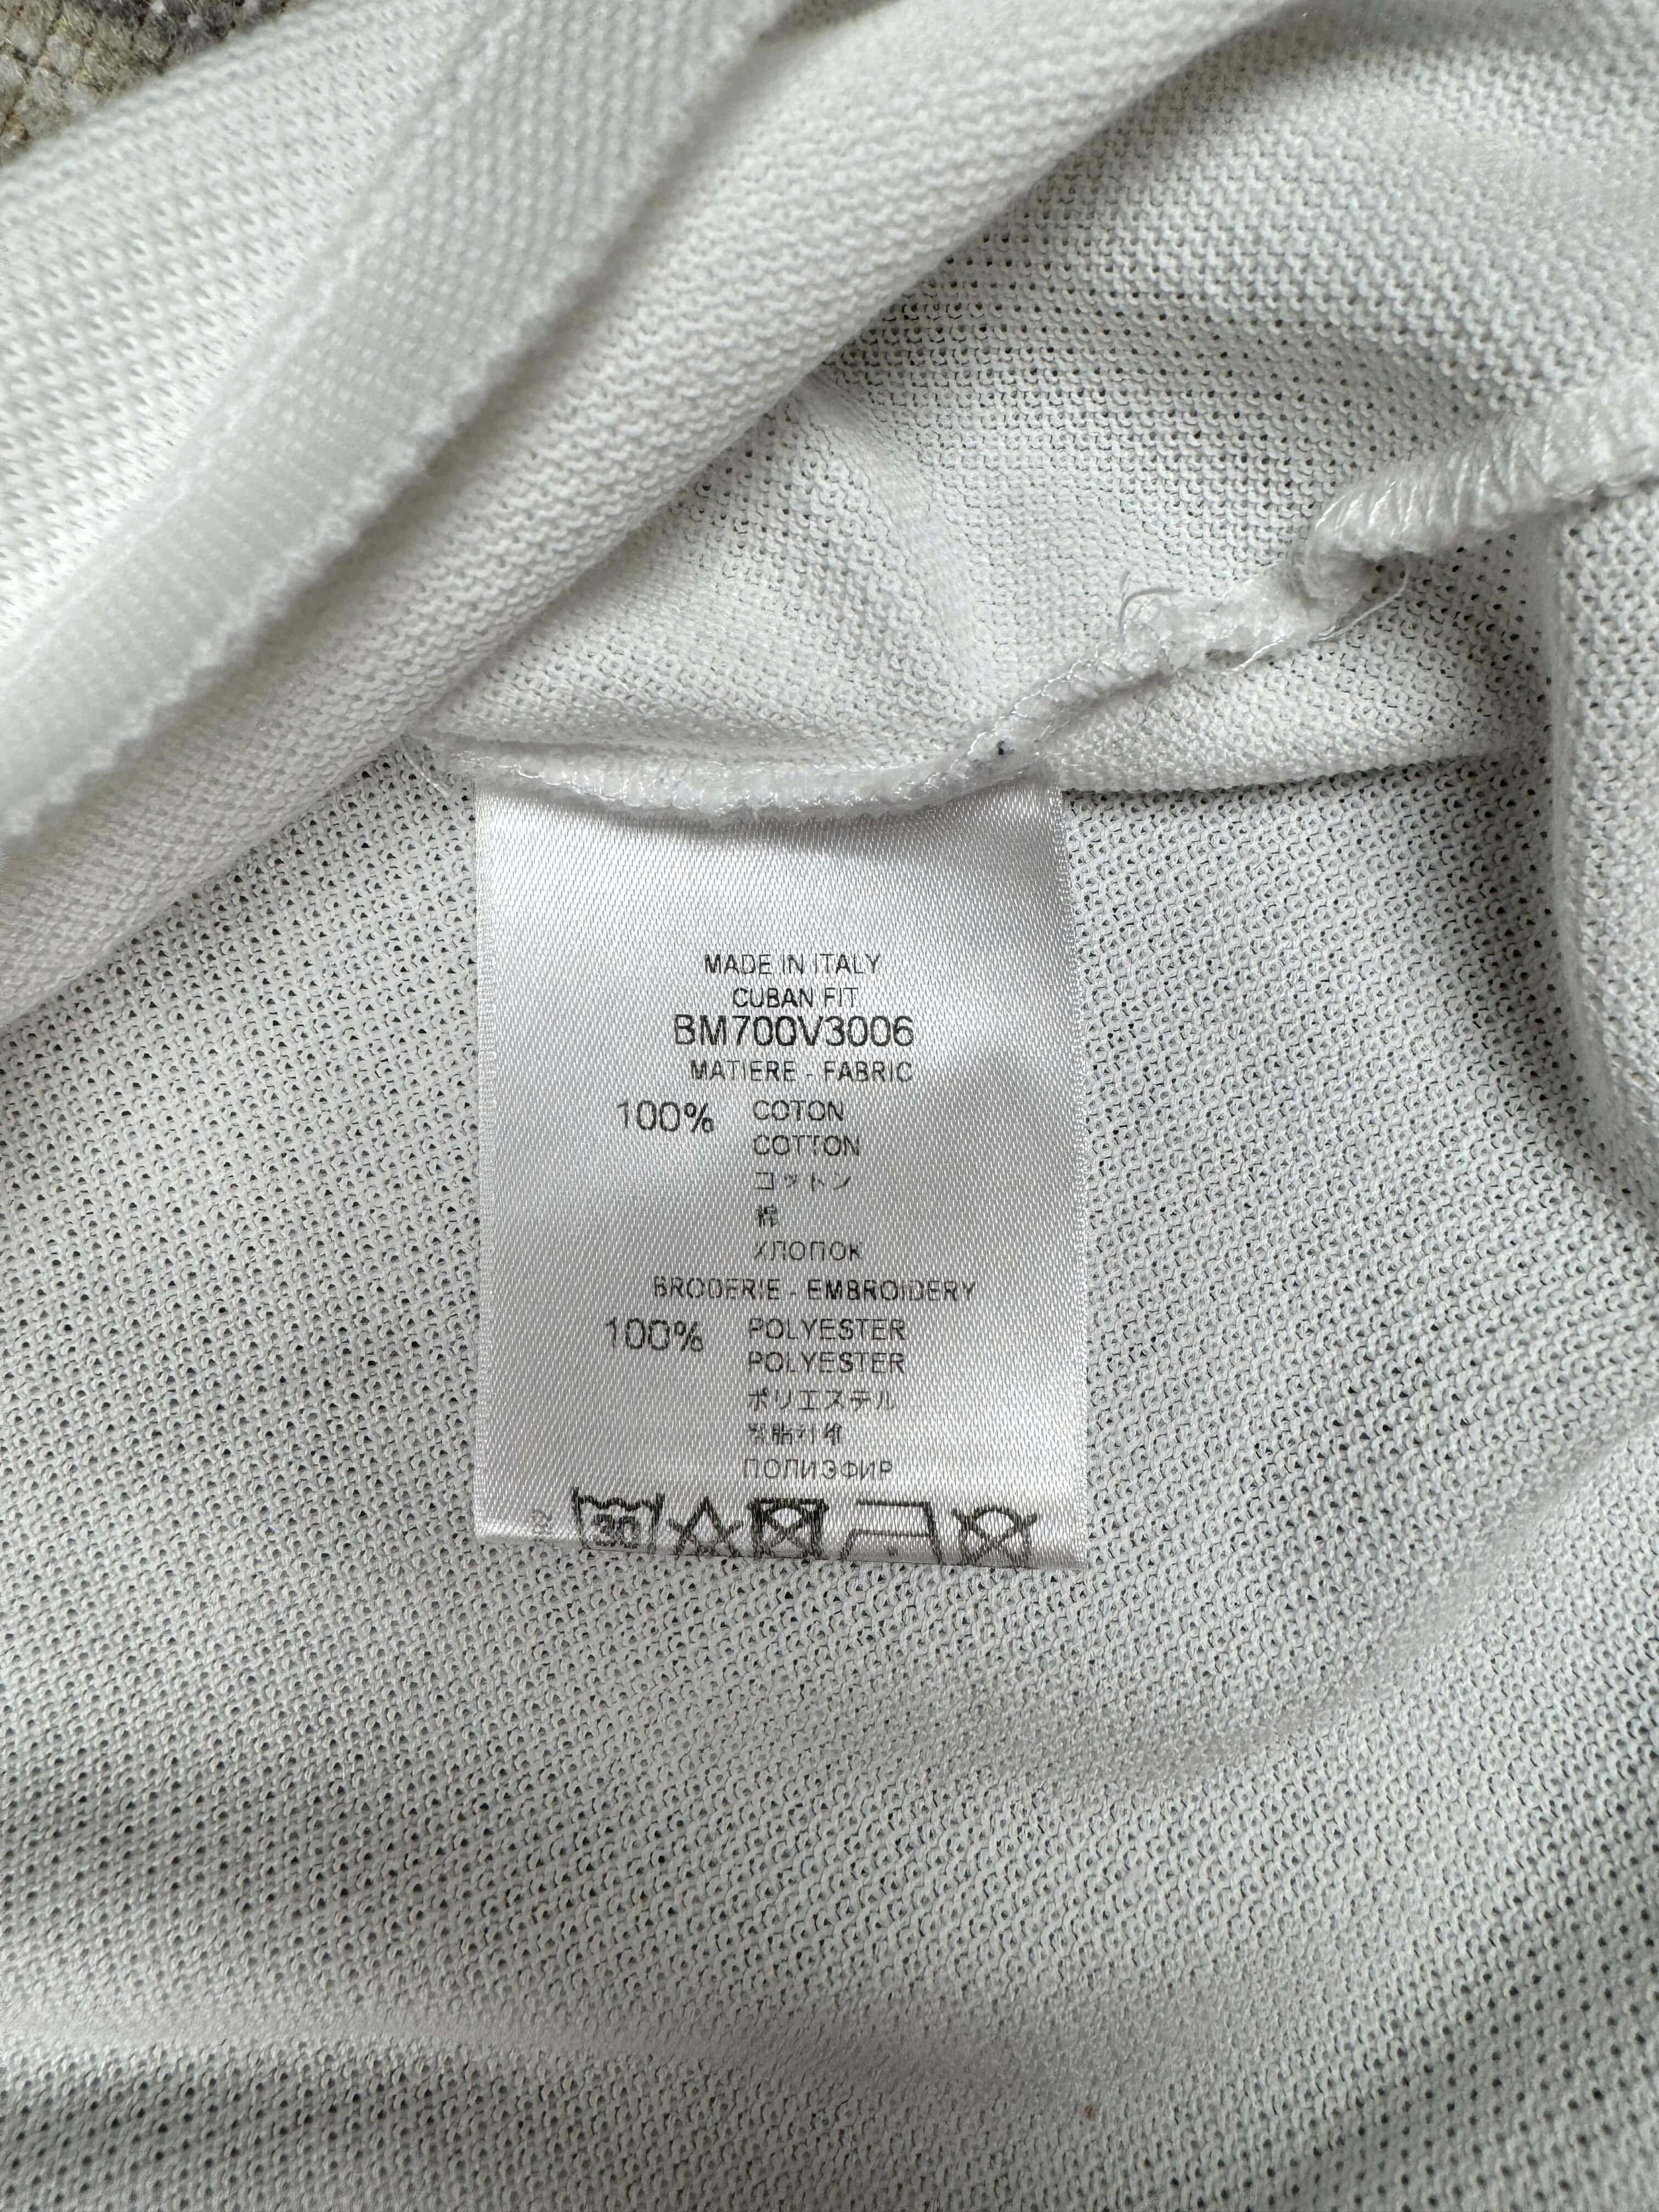 MADE IN ITALY
CUBAN FIT
BM700V3006
MATIERE - FABRIC
100% COTON
COTTON
コットン
棉
ХЛОПОК
BRODERIE - EMBROIDERY
100% POLYESTER
POLYESTER
ポリエステル
聚脂纤维
ПОЛИЭФИР
30